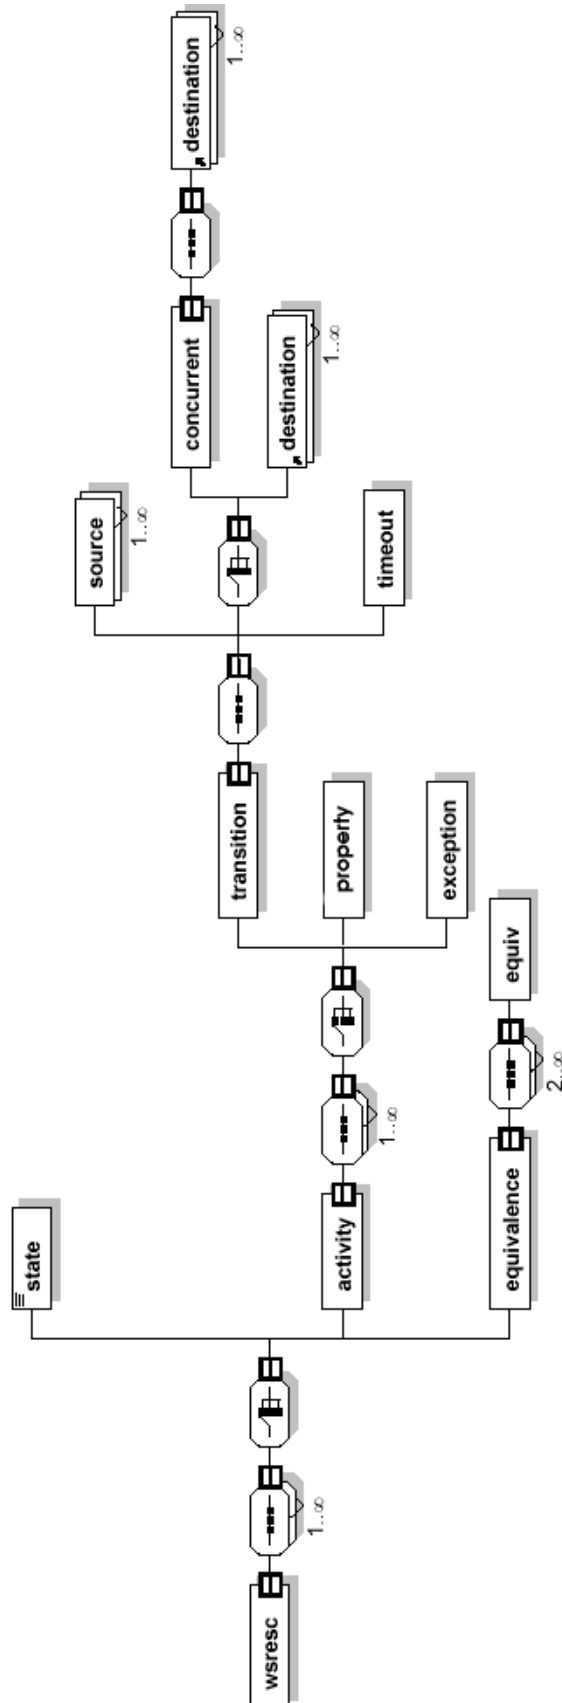 wsresc
1..∞
state
activity
1..∞
equivalence
2..∞
equiv
transition
property
exception
source
1..∞
timeout
concurrent
destination
1..∞
destination
1..∞